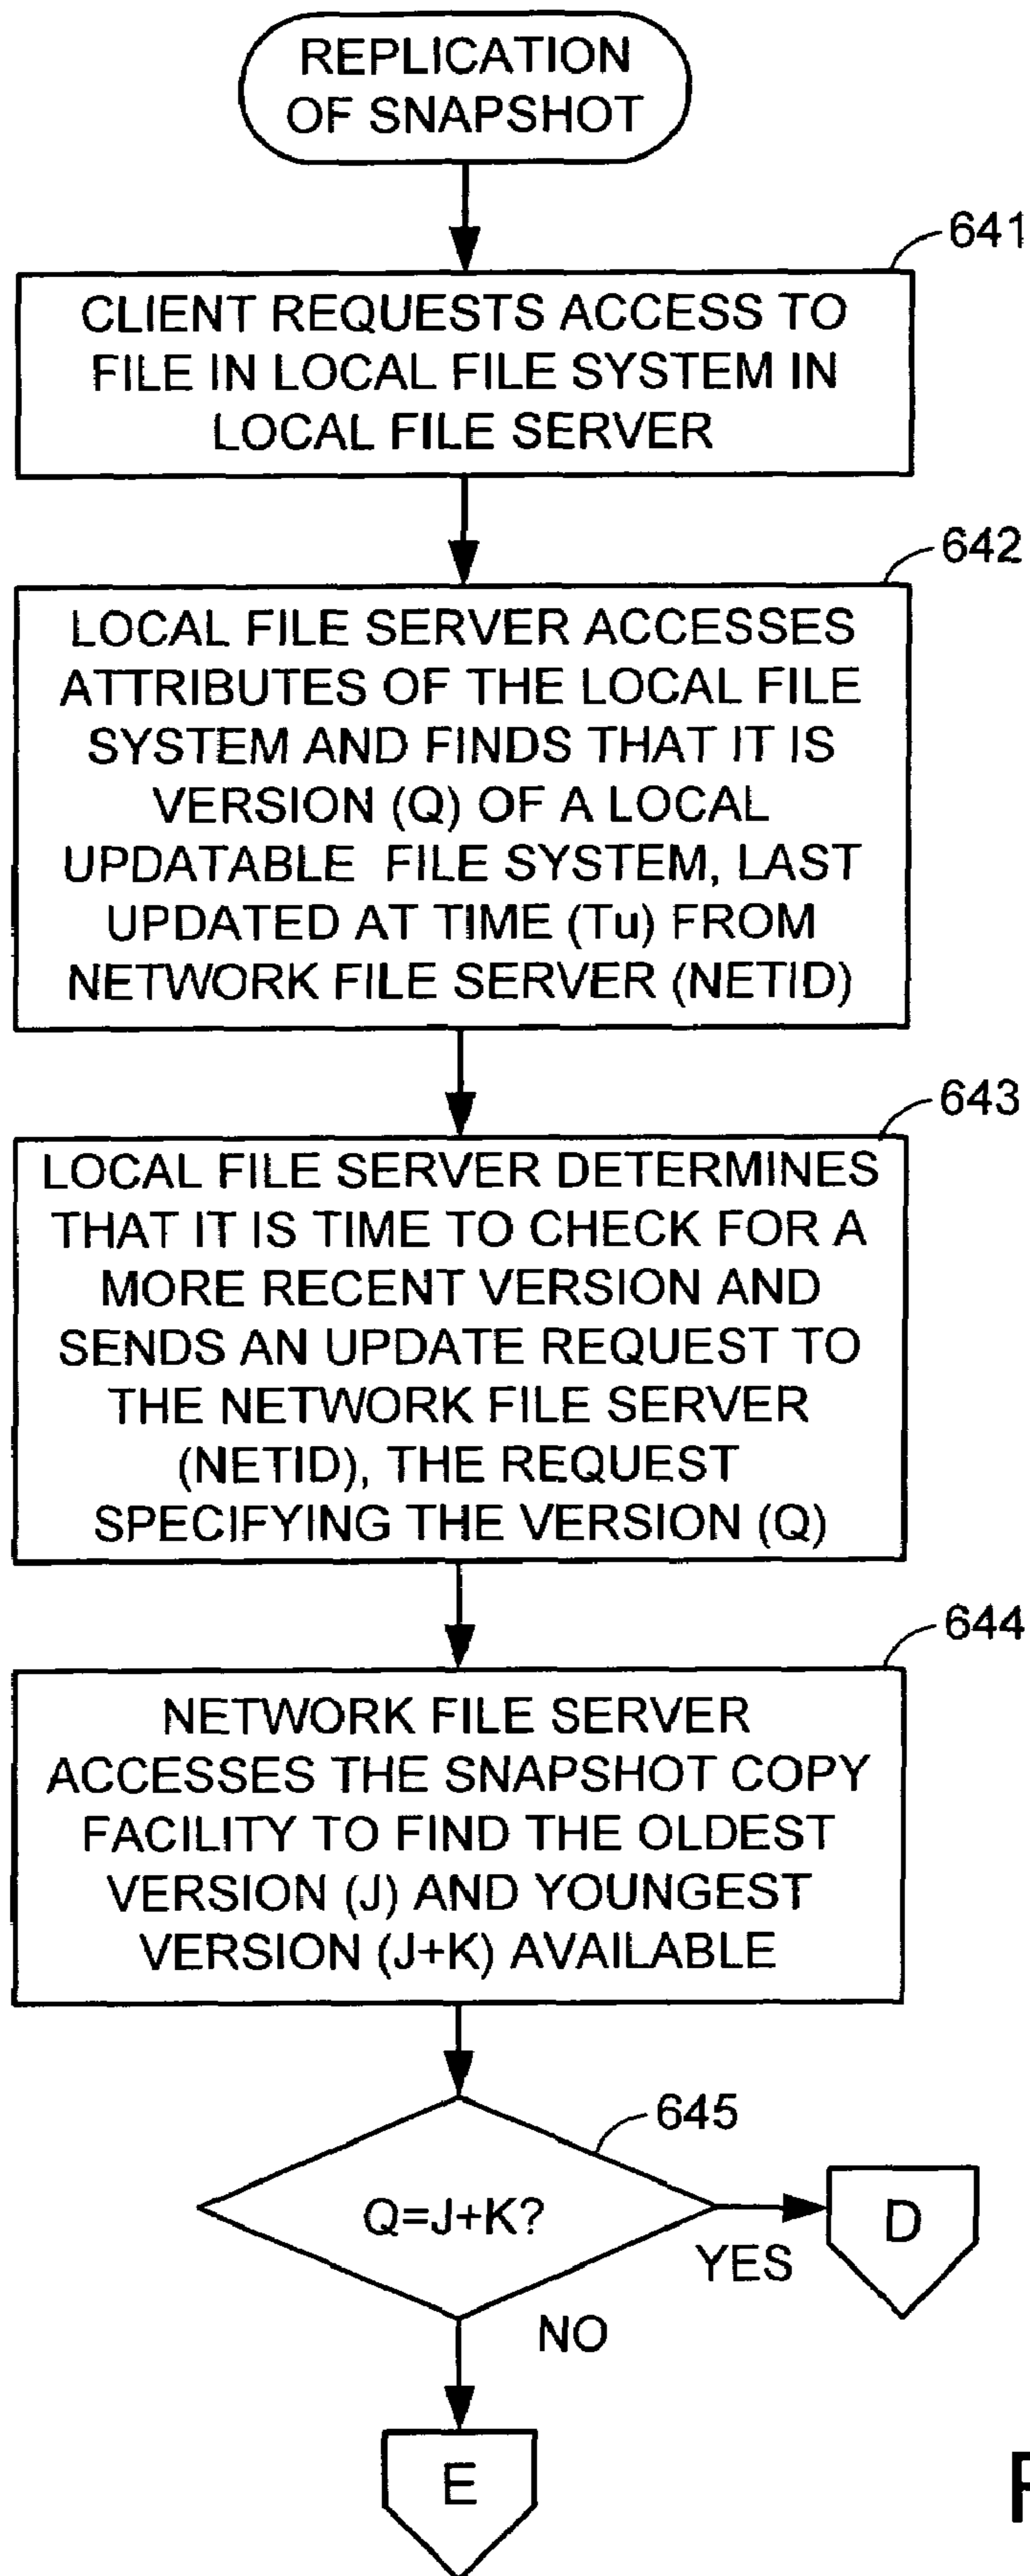 REPLICATION
OF SNAPSHOT
641
CLIENT REQUESTS ACCESS TO
FILE IN LOCAL FILE SYSTEM IN
LOCAL FILE SERVER
642
LOCAL FILE SERVER ACCESSES
ATTRIBUTES OF THE LOCAL FILE
SYSTEM AND FINDS THAT IT IS
VERSION (Q) OF A LOCAL
UPDATABLE FILE SYSTEM, LAST
UPDATED AT TIME (Tu) FROM
NETWORK FILE SERVER (NETID)
643
LOCAL FILE SERVER DETERMINES
THAT IT IS TIME TO CHECK FOR A
MORE RECENT VERSION AND
SENDS AN UPDATE REQUEST TO
THE NETWORK FILE SERVER
(NETID), THE REQUEST
SPECIFYING THE VERSION (Q)
644
NETWORK FILE SERVER
ACCESSES THE SNAPSHOT COPY
FACILITY TO FIND THE OLDEST
VERSION (J) AND YOUNGEST
VERSION (J+K) AVAILABLE
645
Q=J+K?
D
YES
NO
E